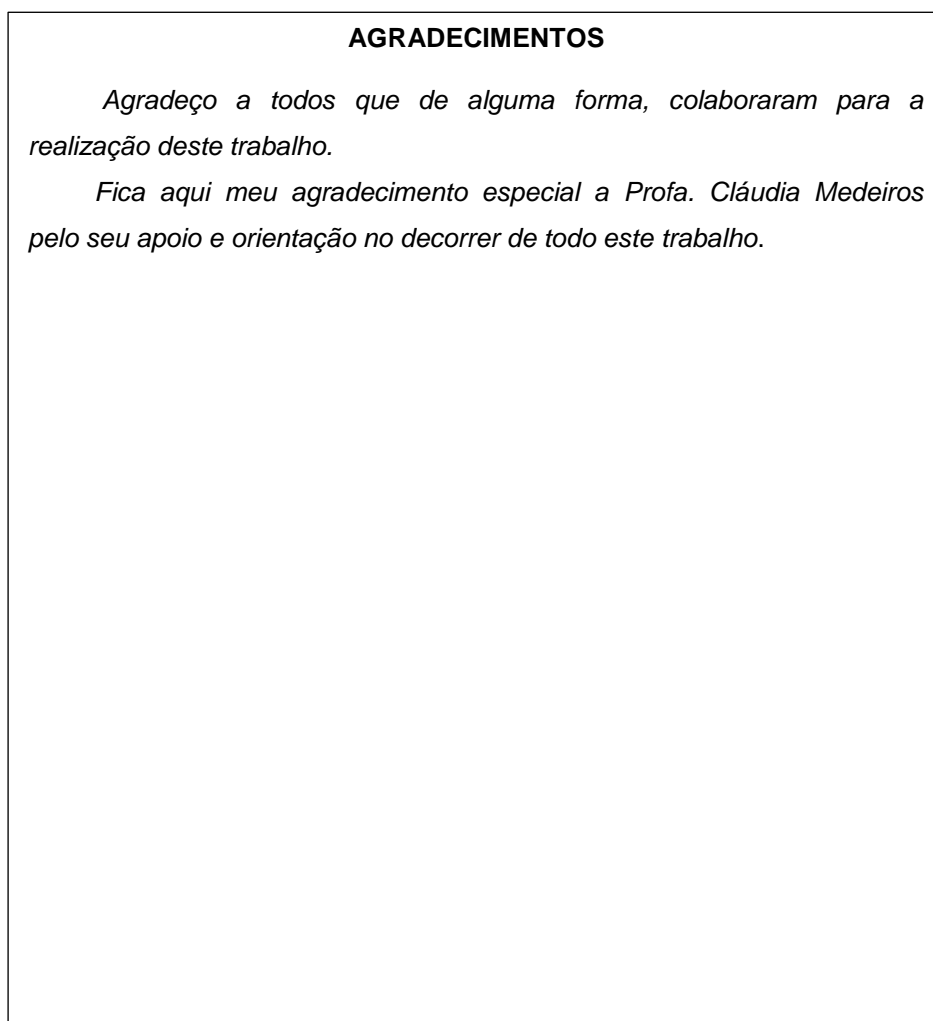 AGRADECIMENTOS
Agradeço a todos que de alguma forma, colaboraram para a
realização deste trabalho.
Fica aqui meu agradecimento especial a Profa. Cláudia Medeiros
pelo seu apoio e orientação no decorrer de todo este trabalho.